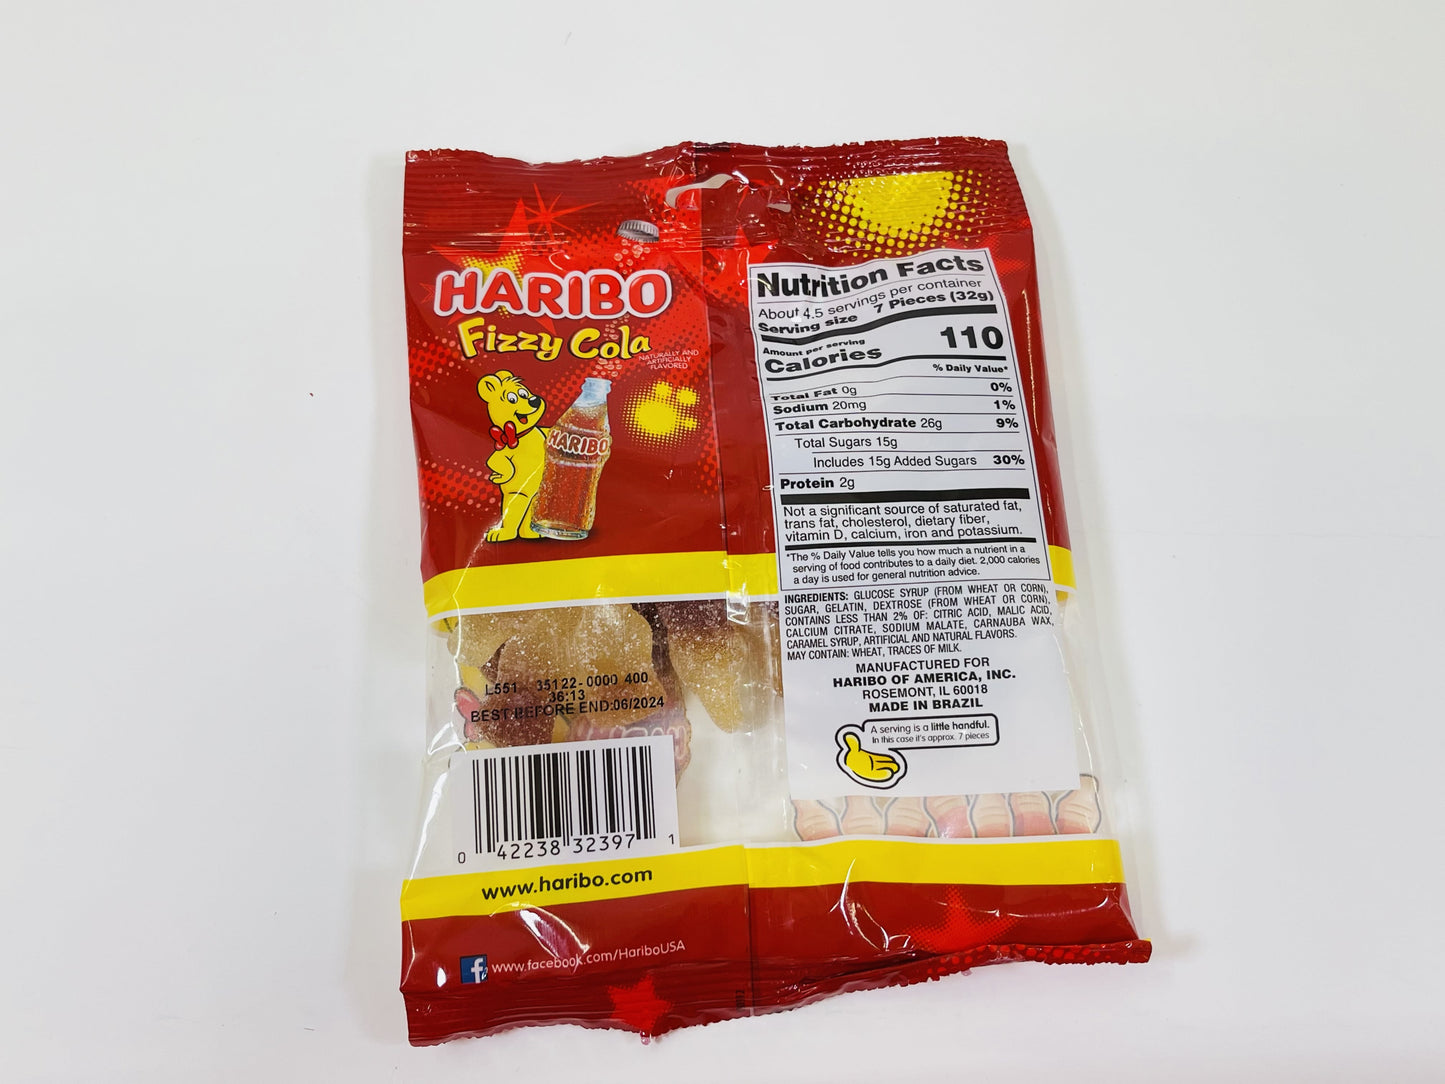 HARIBO
Fizzy Cola
NATURALLY AND
ARTIFICIALLY
FLAVORED
HARIBO
L551 35122-0000 400
36:13
BEST BEFORE END:06/2024
0 42238 32397 1
www.haribo.com
www.facebook.com/HariboUSA
Nutrition Facts
About 4.5 servings per container
Serving size 7 Pieces (32g)
Amount per serving
Calories 110
% Daily Value*
Total Fat 0g 0%
Sodium 20mg 1%
Total Carbohydrate 26g 9%
Total Sugars 15g
Includes 15g Added Sugars 30%
Protein 2g
Not a significant source of saturated fat,
trans fat, cholesterol, dietary fiber,
vitamin D, calcium, iron and potassium.
*The % Daily Value tells you how much a nutrient in a
serving of food contributes to a daily diet. 2,000 calories
a day is used for general nutrition advice.
INGREDIENTS: GLUCOSE SYRUP (FROM WHEAT OR CORN),
SUGAR, GELATIN, DEXTROSE (FROM WHEAT OR CORN),
CONTAINS LESS THAN 2% OF: CITRIC ACID, MALIC ACID,
CALCIUM CITRATE, SODIUM MALATE, CARNAUBA WAX,
CARAMEL SYRUP, ARTIFICIAL AND NATURAL FLAVORS.
MAY CONTAIN: WHEAT, TRACES OF MILK.
MANUFACTURED FOR
HARIBO OF AMERICA, INC.
ROSEMONT, IL 60018
MADE IN BRAZIL
A serving is a little handful.
In this case it's approx. 7 pieces